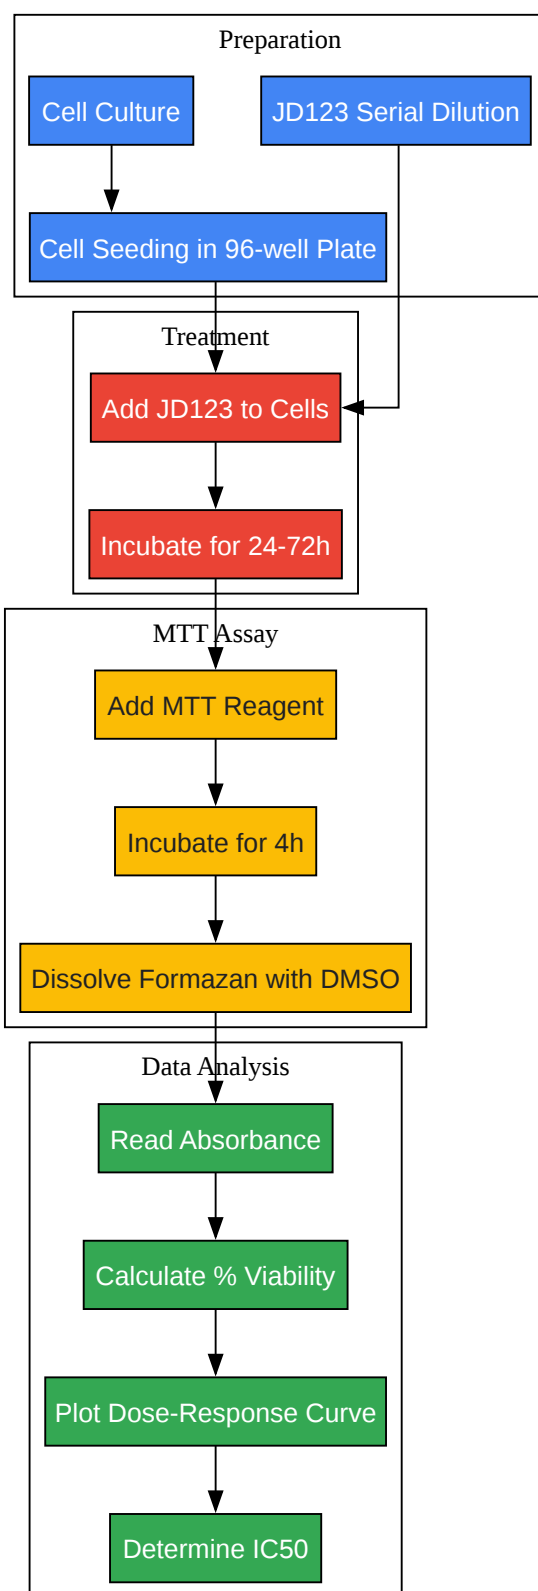 Preparation
Cell Culture
JD123 Serial Dilution
Cell Seeding in 96-well Plate
Treatment
Add JD123 to Cells
Incubate for 24-72h
MTT Assay
Add MTT Reagent
Incubate for 4h
Dissolve Formazan with DMSO
Data Analysis
Read Absorbance
Calculate % Viability
Plot Dose-Response Curve
Determine IC50